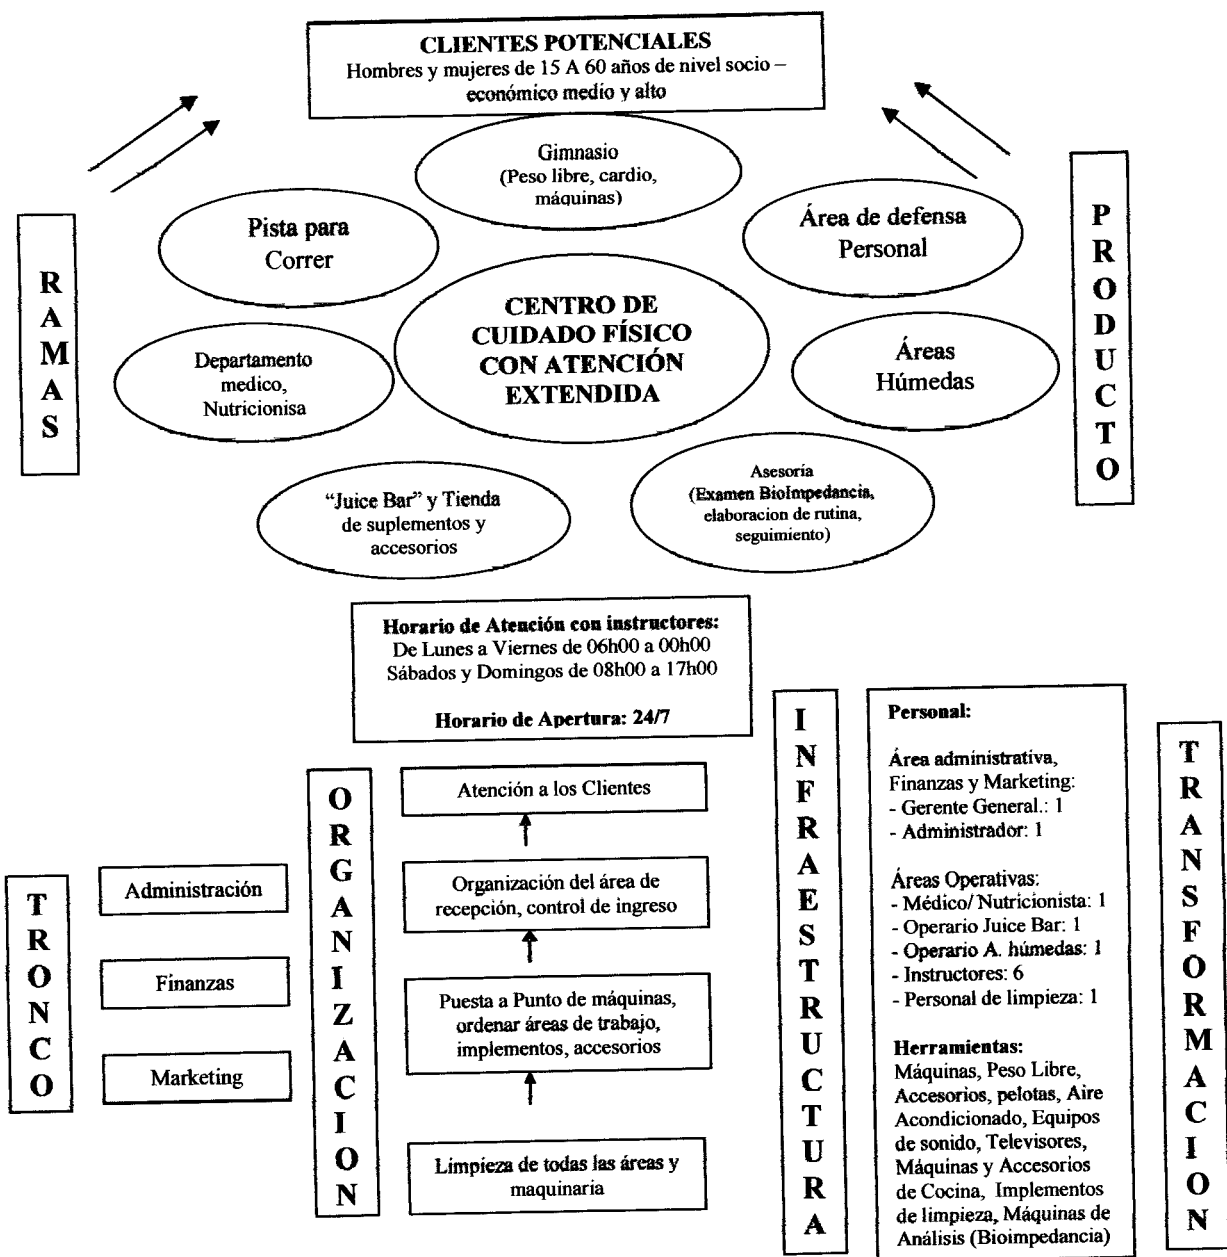 CLIENTES POTENCIALES
Hombres y mujeres de 15 A 60 años de nivel socio –
económico medio y alto
Gimnasio
(Peso libre, cardio,
máquinas)
Pista para
Correr
Área de defensa
Personal
RAMAS
PRODUCTO
CENTRO DE
CUIDADO FÍSICO
CON ATENCIÓN
EXTENDIDA
Departamento
medico,
Nutricionisa
Áreas
Húmedas
"Juice Bar" y Tienda
de suplementos y
accesorios
Asesoría
(Examen BioImpedancia,
elaboracion de rutina,
seguimiento)
Horario de Atención con instructores:
De Lunes a Viernes de 06h00 a 00h00
Sábados y Domingos de 08h00 a 17h00
Horario de Apertura: 24/7
TRONCO
Administración
Finanzas
Marketing
ORGANIZACION
Atención a los Clientes
Organización del área de
recepción, control de ingreso
Puesta a Punto de máquinas,
ordenar áreas de trabajo,
implementos, accesorios
Limpieza de todas las áreas y
maquinaria
INFRAESTRUCTURA
Personal:
Área administrativa,
Finanzas y Marketing:
- Gerente General.: 1
- Administrador: 1
Áreas Operativas:
- Médico/ Nutricionista: 1
- Operario Juice Bar: 1
- Operario A. húmedas: 1
- Instructores: 6
- Personal de limpieza: 1
Herramientas:
Máquinas, Peso Libre,
Accesorios, pelotas, Aire
Acondicionado, Equipos
de sonido, Televisores,
Máquinas y Accesorios
de Cocina, Implementos
de limpieza, Máquinas de
Análisis (Bioimpedancia)
TRANSFORMACION